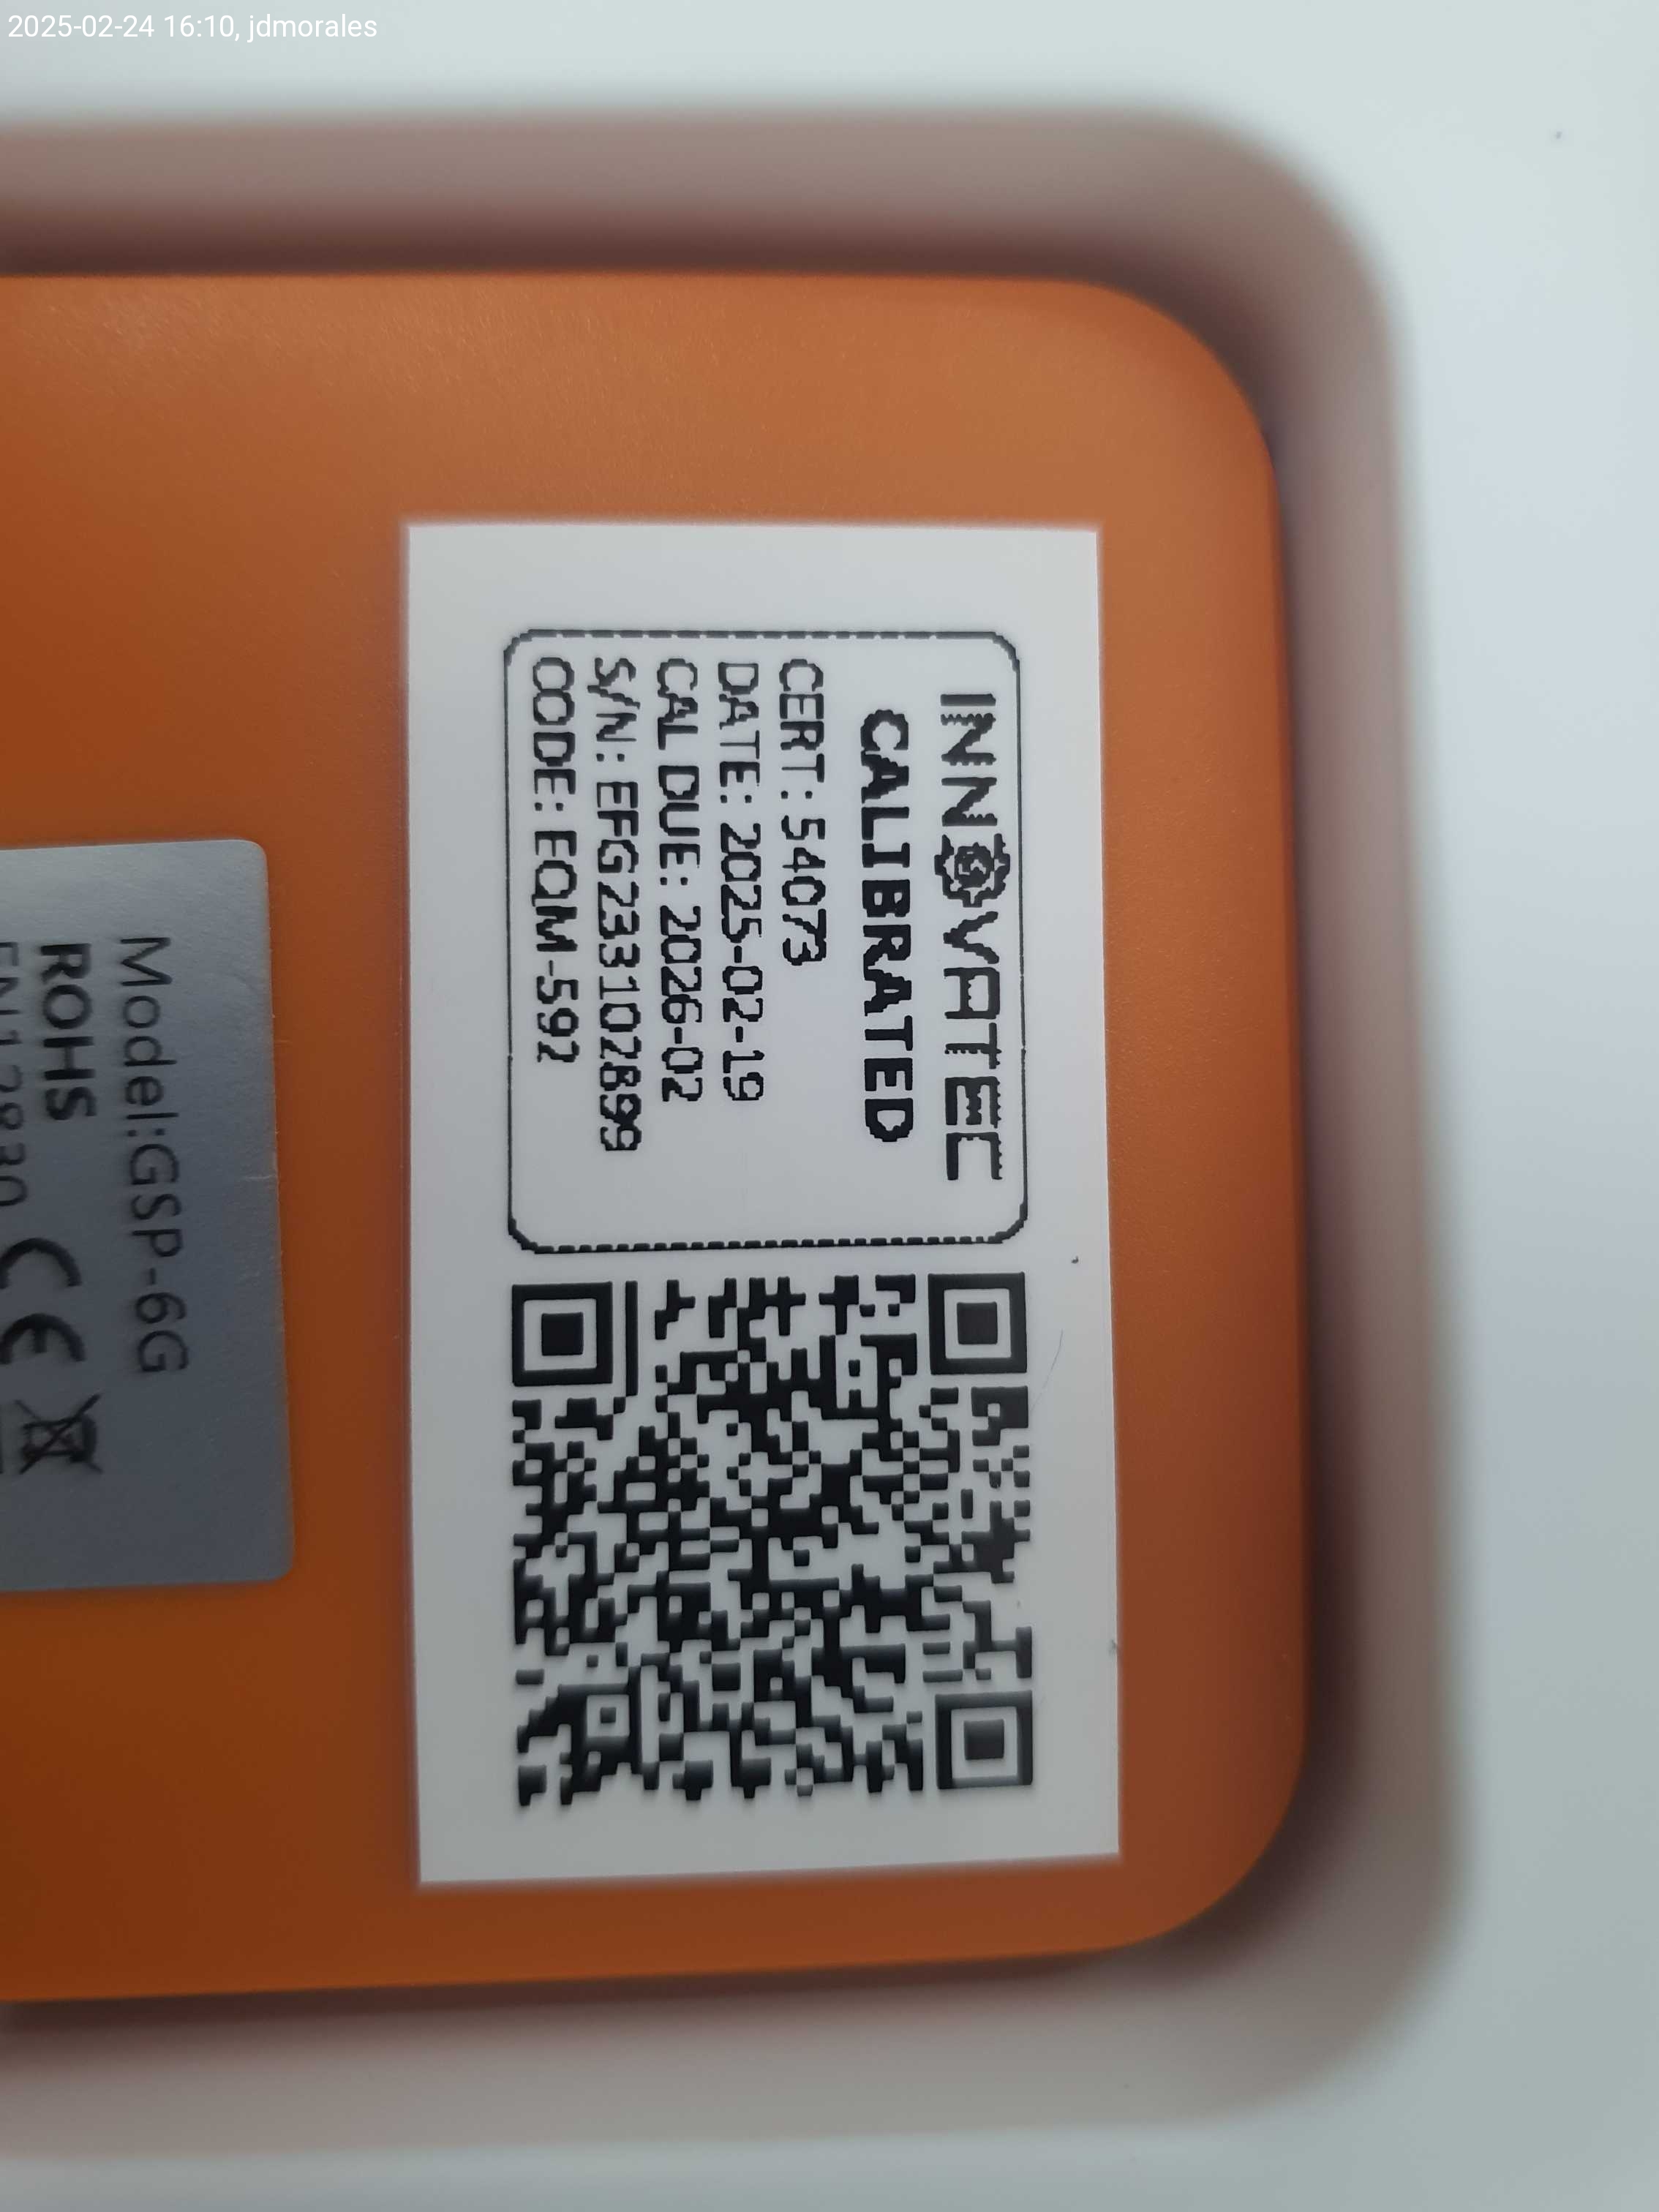 2025-02-24 16:10, jdmorales
INNOVATEC
CALIBRATED
CERT: 54073
DATE: 2025-02-19
CAL DUE: 2026-02
S/N: EFG233102899
CODE: EQM-592
Model:GSP-6G
ROHS CE